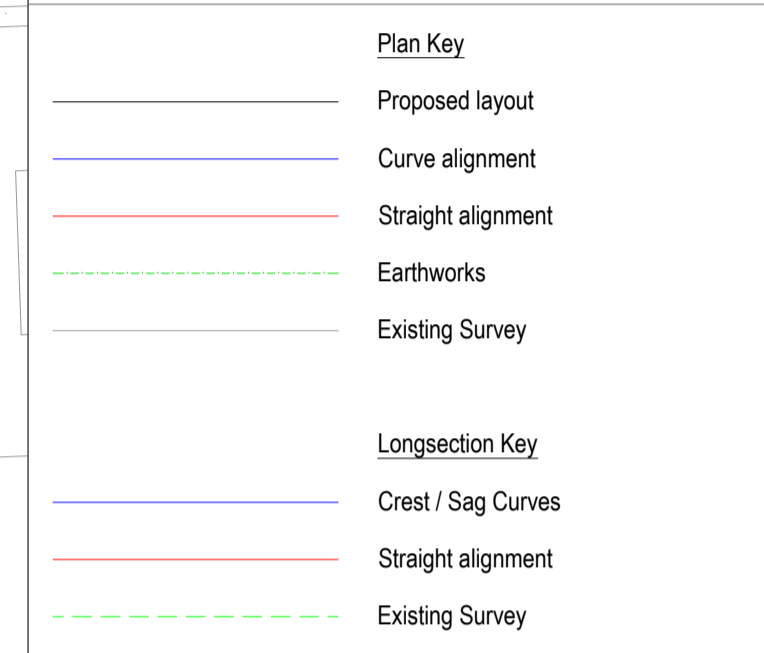 Plan Key
Proposed layout
Curve alignment
Straight alignment
Earthworks
Existing Survey
Longsection Key
Crest / Sag Curves
Straight alignment
Existing Survey